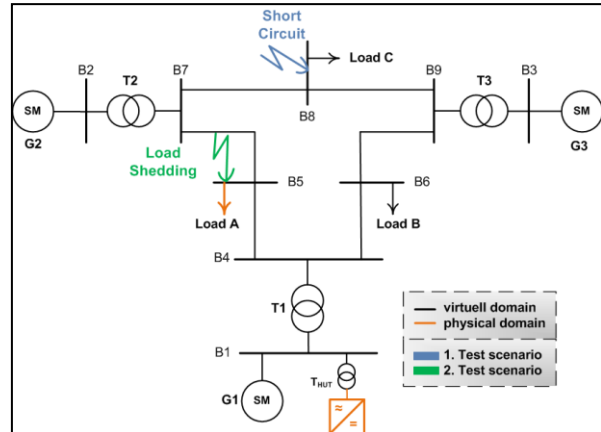 Short
Circuit
Load C
B2
T2
B7
B9
T3
B3
SM
G2
B8
SM
G3
Load
Shedding
B5
B6
Load A
Load B
B4
T1
virtuell domain
physical domain
B1
1. Test scenario
2. Test scenario
G1
SM
THUT
≈
=